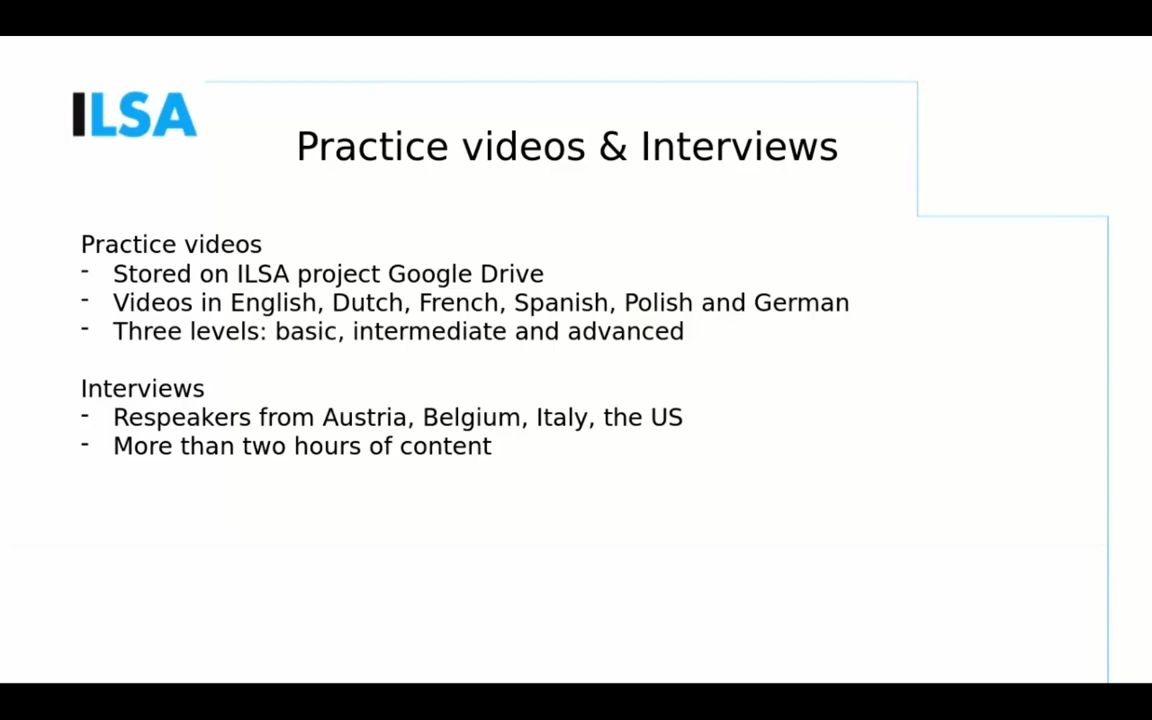 ILSA
Practice videos & Interviews
Practice videos
- Stored on ILSA project Google Drive
- Videos in English, Dutch, French, Spanish, Polish and German
- Three levels: basic, intermediate and advanced
Interviews
- Respeakers from Austria, Belgium, Italy, the US
- More than two hours of content